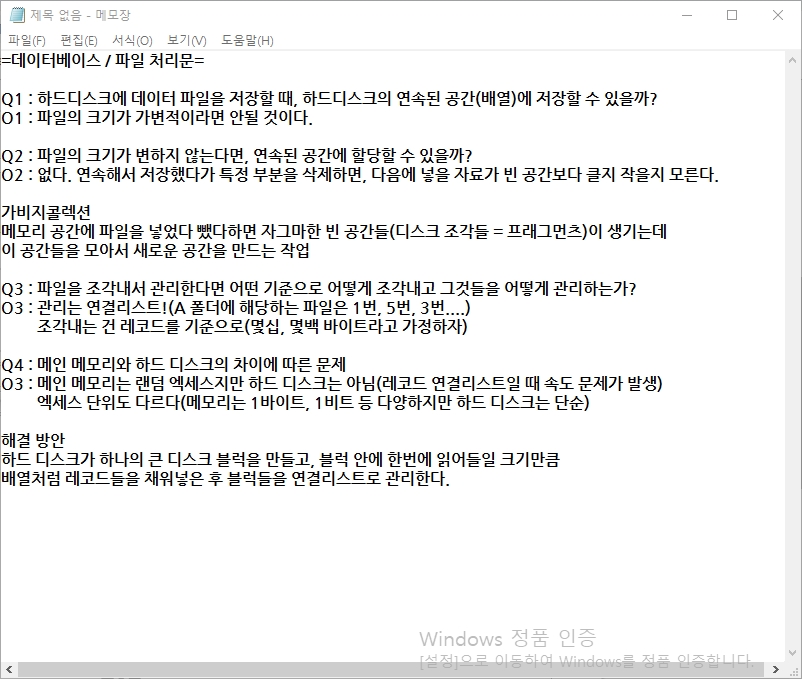 제목 없음 - 메모장
파일(F) 편집(E) 서식(O) 보기(V) 도움말(H)
=데이터베이스 / 파일 처리문=
Q1 : 하드디스크에 데이터 파일을 저장할 때, 하드디스크의 연속된 공간(배열)에 저장할 수 있을까?
O1 : 파일의 크기가 가변적이라면 안될 것이다.
Q2 : 파일의 크기가 변하지 않는다면, 연속된 공간에 할당할 수 있을까?
O2 : 없다. 연속해서 저장했다가 특정 부분을 삭제하면, 다음에 넣을 자료가 빈 공간보다 클지 작을지 모른다.
가비지콜렉션
메모리 공간에 파일을 넣었다 뺐다하면 자그마한 빈 공간들(디스크 조각들 = 프래그먼츠)이 생기는데
이 공간들을 모아서 새로운 공간을 만드는 작업
Q3 : 파일을 조각내서 관리한다면 어떤 기준으로 어떻게 조각내고 그것들을 어떻게 관리하는가?
O3 : 관리는 연결리스트!(A 폴더에 해당하는 파일은 1번, 5번, 3번....)
조각내는 건 레코드를 기준으로(몇십, 몇백 바이트라고 가정하자)
Q4 : 메인 메모리와 하드 디스크의 차이에 따른 문제
O3 : 메인 메모리는 랜덤 엑세스지만 하드 디스크는 아님(레코드 연결리스트일 때 속도 문제가 발생)
엑세스 단위도 다르다(메모리는 1바이트, 1비트 등 다양하지만 하드 디스크는 단순)
해결 방안
하드 디스크가 하나의 큰 디스크 블럭을 만들고, 블럭 안에 한번에 읽어들일 크기만큼
배열처럼 레코드들을 채워넣은 후 블럭들을 연결리스트로 관리한다.
Windows 정품 인증
[설정]으로 이동하여 Windows를 정품 인증합니다.